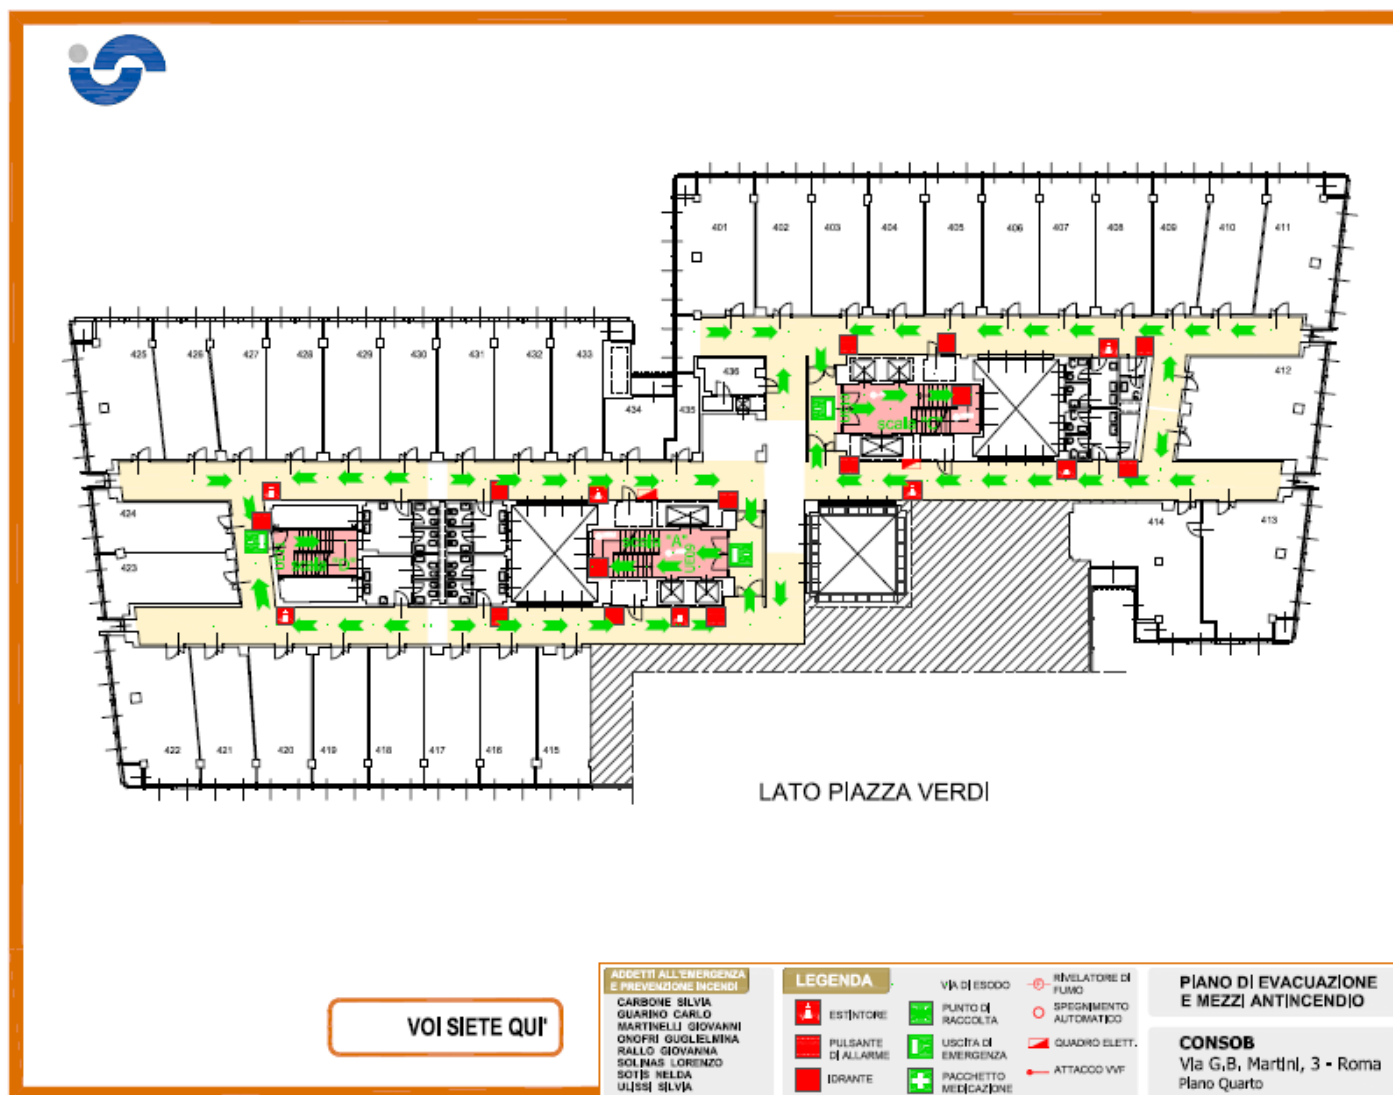 401 402 403 404 405 406 407 408 409 410 411
425 426 427 428 429 430 431 432 433
436
412
434 435
scala "C"
424
scala "A"
414 413
423
scala "D"
422 421 420 419 418 417 416 415
LATO PIAZZA VERDI
VOI SIETE QUI'
ADDETTI ALL'EMERGENZA
E PREVENZIONE INCENDI
CARBONE SILVIA
GUARINO CARLO
MARTINELLI GIOVANNI
ONOFRI GUGLIELMINA
RALLO GIOVANNA
SOLINAS LORENZO
SOTIS NELDA
ULISSI SILVIA
LEGENDA
ESTINTORE
PULSANTE
DI ALLARME
IDRANTE
VIA DI ESODO
PUNTO DI
RACCOLTA
USCITA DI
EMERGENZA
PACCHETTO
MEDICAZIONE
RIVELATORE DI
FUMO
SPEGNIMENTO
AUTOMATICO
QUADRO ELETT.
ATTACCO VVF
PIANO DI EVACUAZIONE
E MEZZI ANTINCENDIO
CONSOB
Via G.B. Martini, 3 - Roma
Piano Quarto